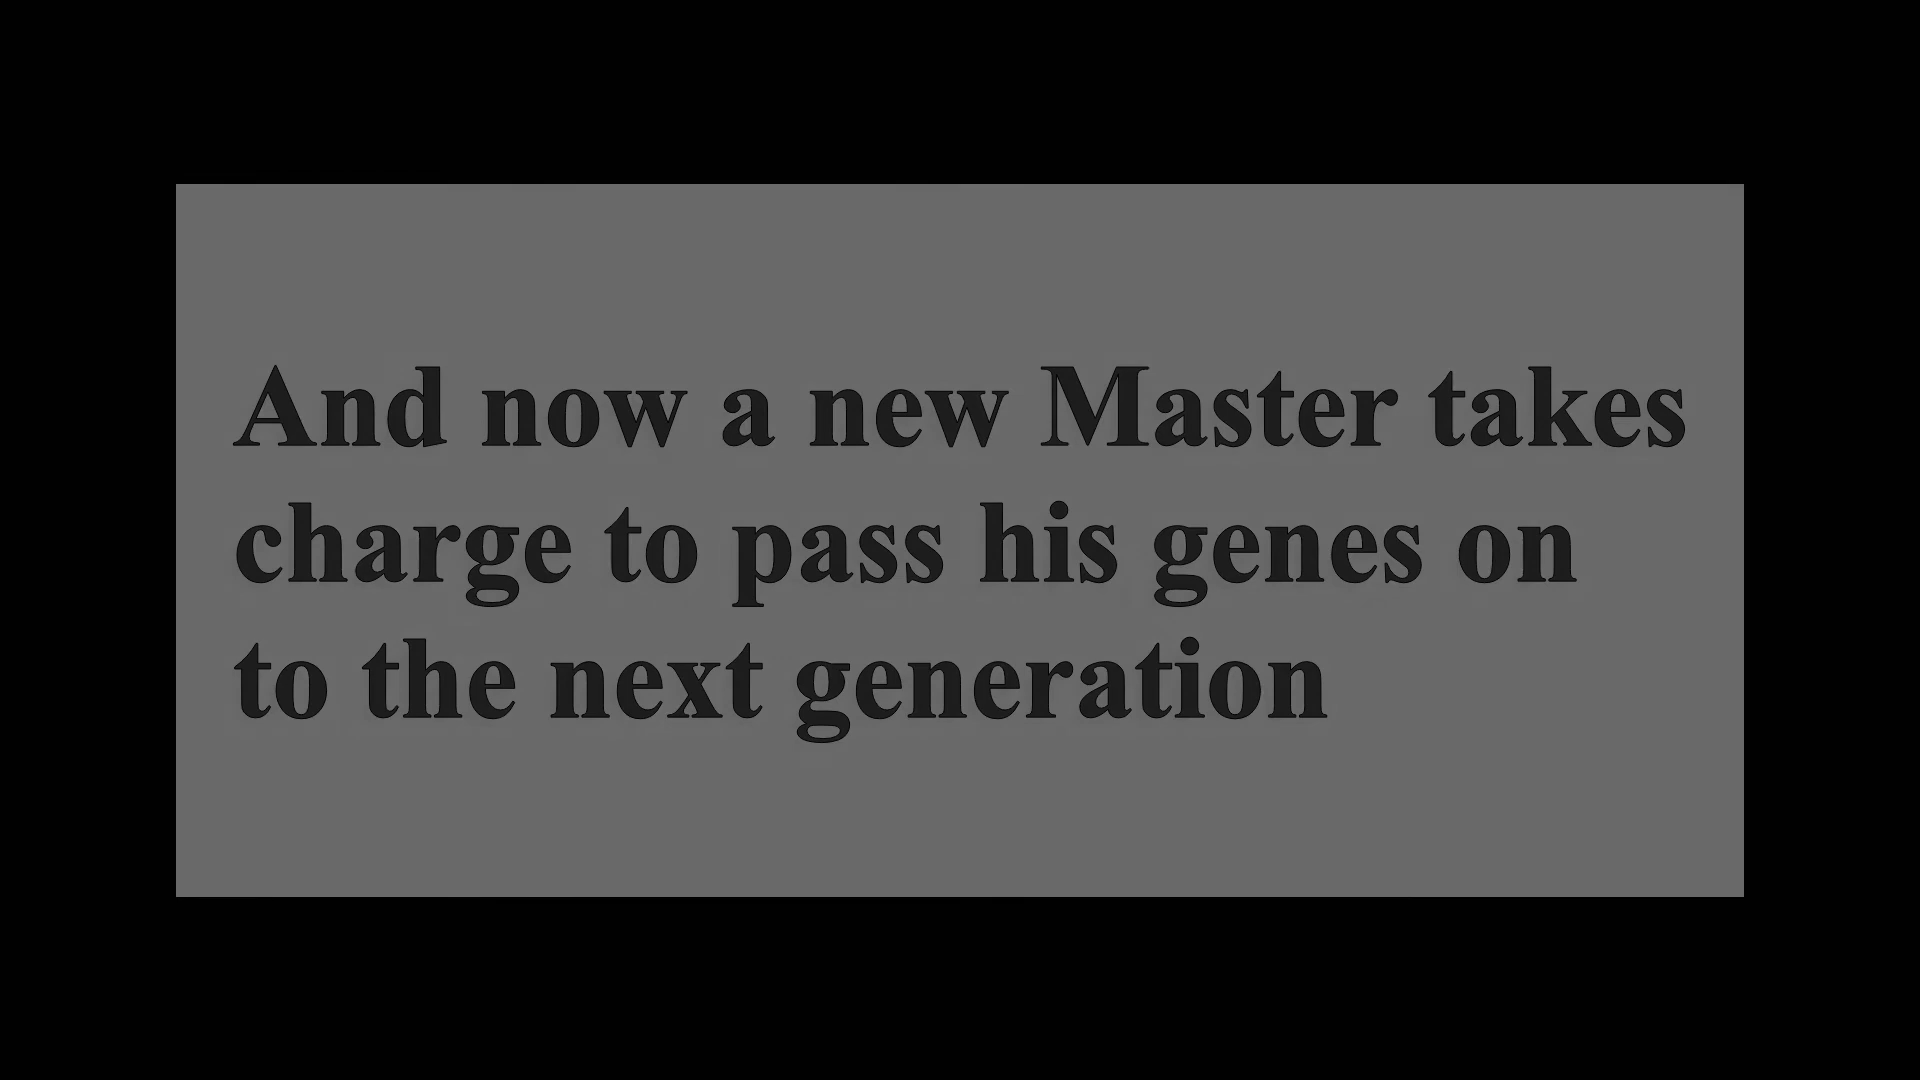 And now a new Master takes
charge to pass his genes on
to the next generation